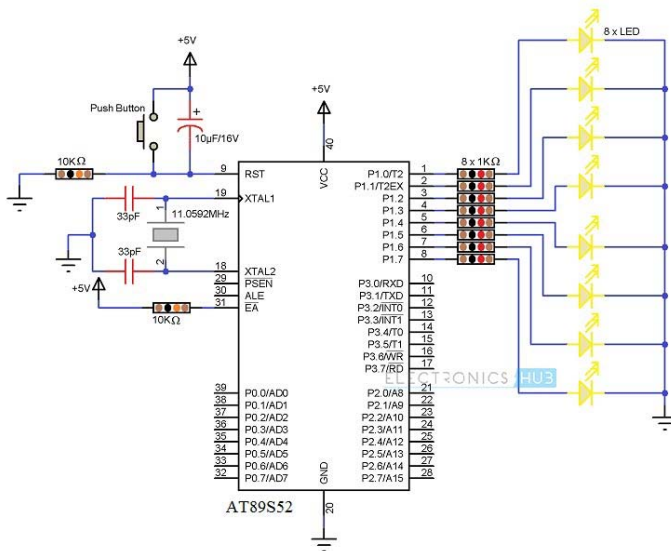 8 x LED
+5V
Push Button
+
10µF/16V
+5V
40
VCC
10KΩ
9
RST
19
XTAL1
33pF
1
11.0592MHz
2
33pF
18
XTAL2
29
PSEN
30
ALE
31
EA
+5V
10KΩ
1
P1.0/T2
8 x 1KΩ
2
P1.1/T2EX
3
P1.2
4
P1.3
5
P1.4
6
P1.5
7
P1.6
8
P1.7
P3.0/RXD 10
P3.1/TXD 11
P3.2/INT0 12
P3.3/INT1 13
P3.4/T0 14
P3.5/T1 15
P3.6/WR 16
P3.7/RD 17
ELECTRONICS HUB
39 P0.0/AD0
38 P0.1/AD1
37 P0.2/AD2
36 P0.3/AD3
35 P0.4/AD4
34 P0.5/AD5
33 P0.6/AD6
32 P0.7/AD7
P2.0/A8 21
P2.1/A9 22
P2.2/A10 23
P2.3/A11 24
P2.4/A12 25
P2.5/A13 26
P2.6/A14 27
P2.7/A15 28
GND
20
AT89S52